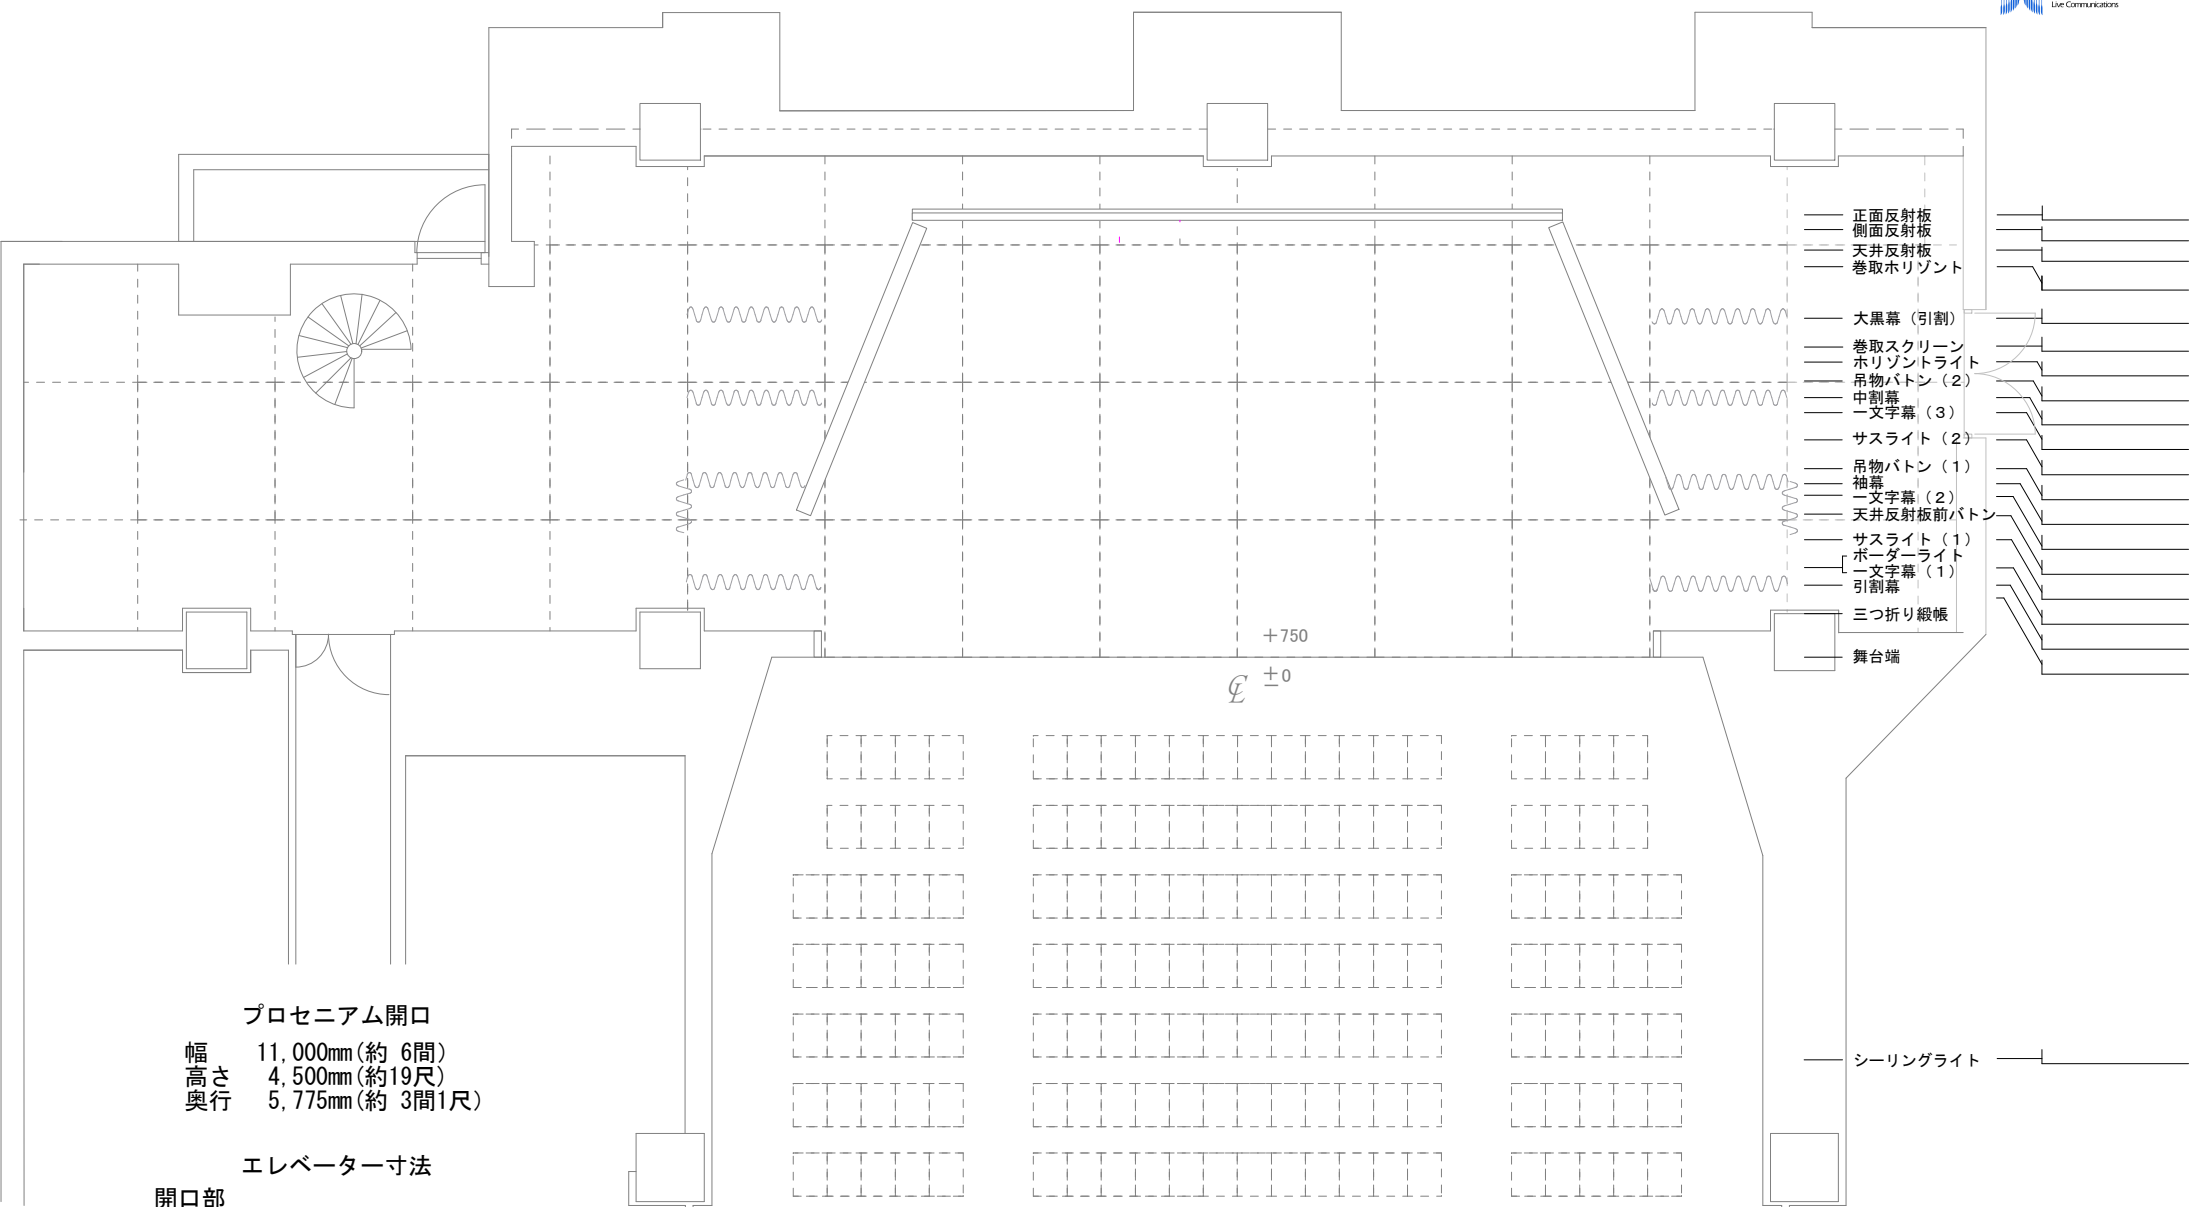 Live Communications
正面反射板
側面反射板
天井反射板
巻取ホリゾント
大黒幕（引割）
巻取スクリーン
ホリゾントライト
吊物バトン（２）
中割幕
一文字幕（３）
サスライト（２）
吊物バトン（１）
袖幕
一文字幕（２）
天井反射板前バトン
サスライト（１）
ボーダーライト
一文字幕（１）
引割幕
三つ折り緞帳
舞台端
+750
℄ ±0
シーリングライト
プロセニアム開口
幅 11,000mm(約 6間)
高さ 4,500mm(約19尺)
奥行 5,775mm(約 3間1尺)
エレベーター寸法
開口部